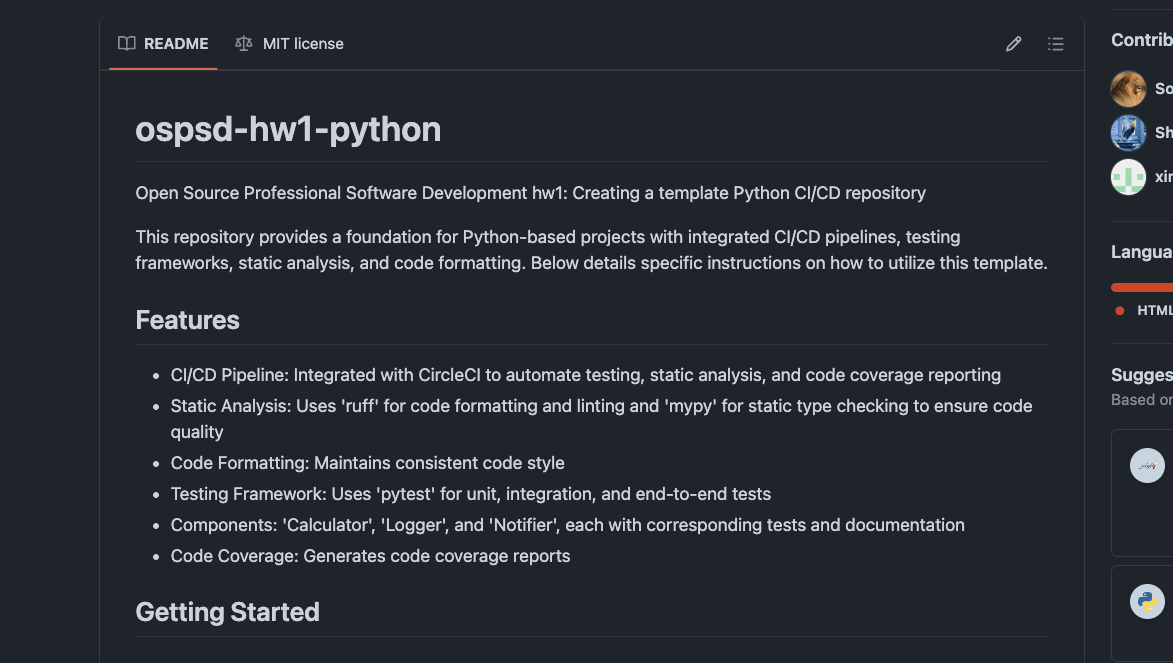 README
MIT license
ospsd-hw1-python
Open Source Professional Software Development hw1: Creating a template Python CI/CD repository
This repository provides a foundation for Python-based projects with integrated CI/CD pipelines, testing
frameworks, static analysis, and code formatting. Below details specific instructions on how to utilize this template.
Features
• CI/CD Pipeline: Integrated with CircleCI to automate testing, static analysis, and code coverage reporting
• Static Analysis: Uses 'ruff' for code formatting and linting and 'mypy' for static type checking to ensure code
quality
• Code Formatting: Maintains consistent code style
• Testing Framework: Uses 'pytest' for unit, integration, and end-to-end tests
• Components: 'Calculator', 'Logger', and 'Notifier', each with corresponding tests and documentation
• Code Coverage: Generates code coverage reports
Getting Started
Contrib
So
Sh
xin
Langua
HTML
Sugges
Based on